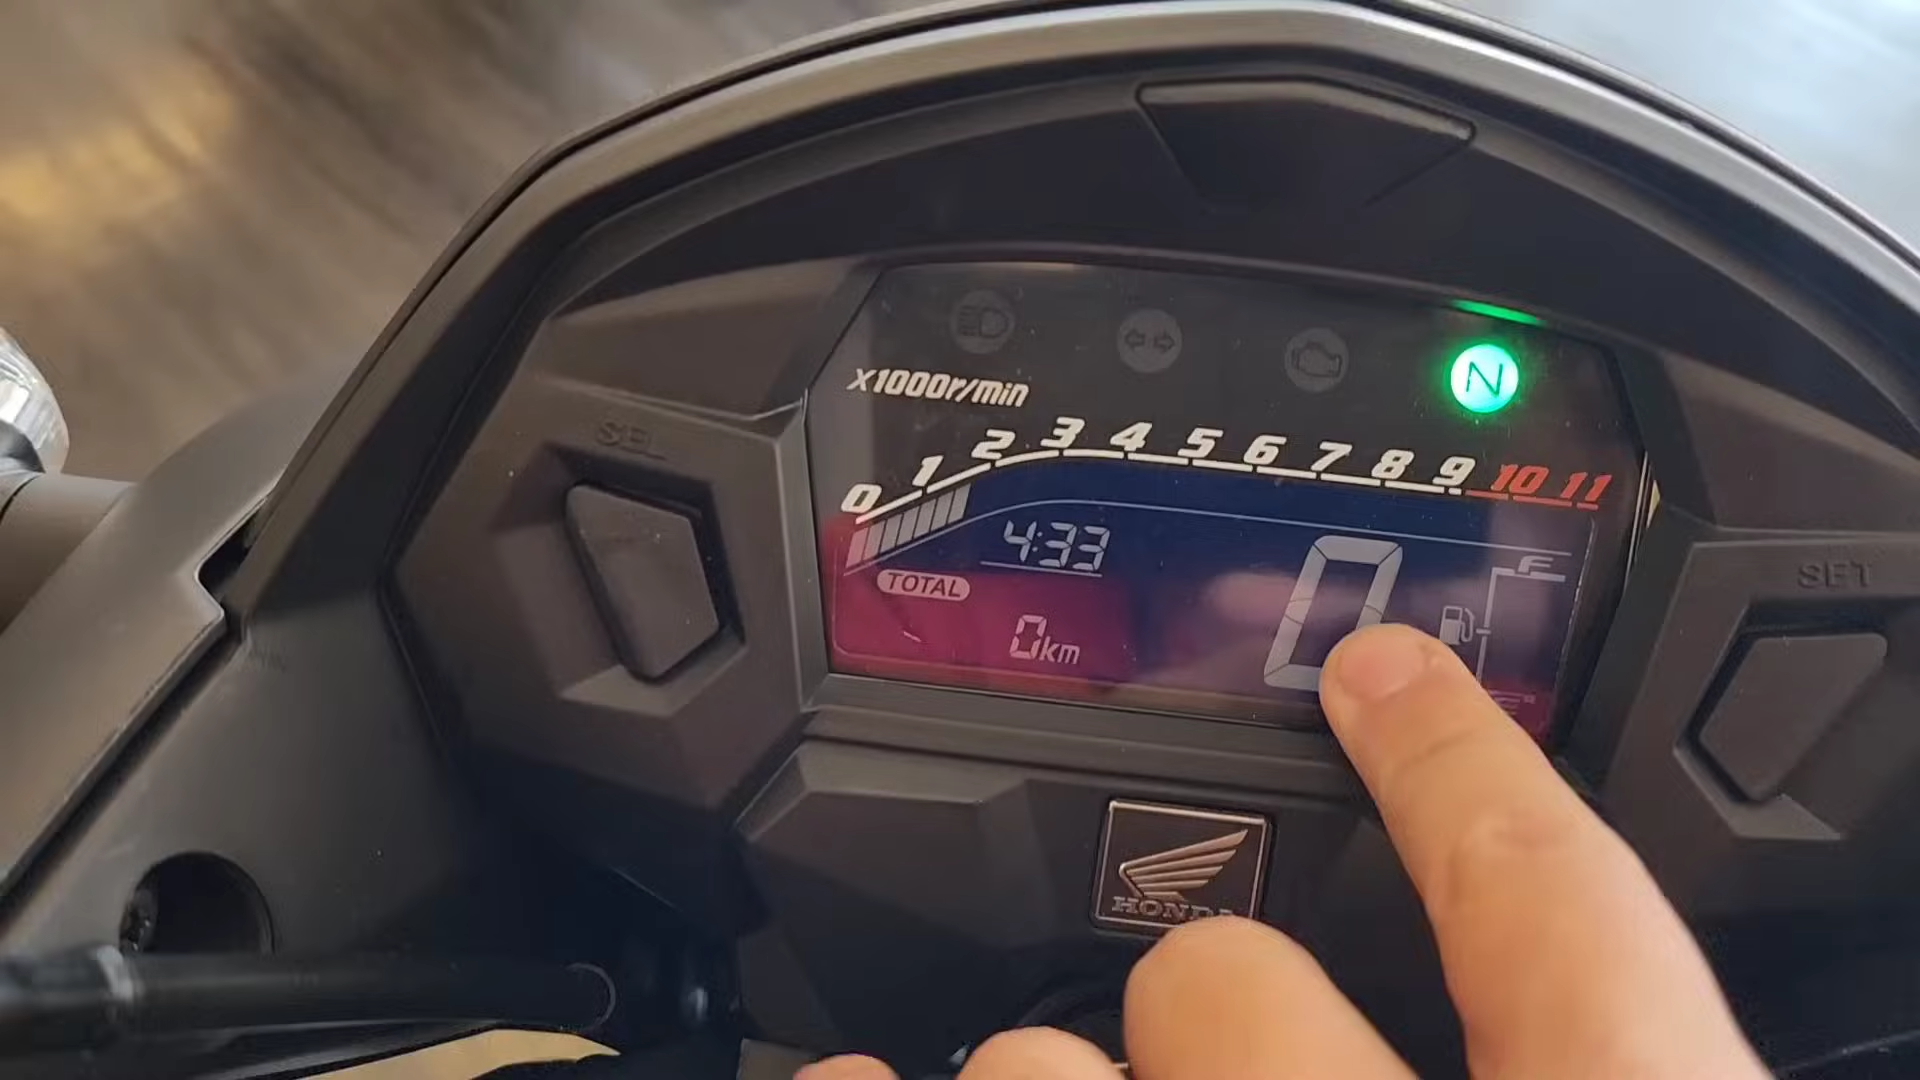 N
X1000r/min
0 1 2 3 4 5 6 7 8 9 10 11
SEL
4:33
0
F
SET
TOTAL
0km
E
HONDA